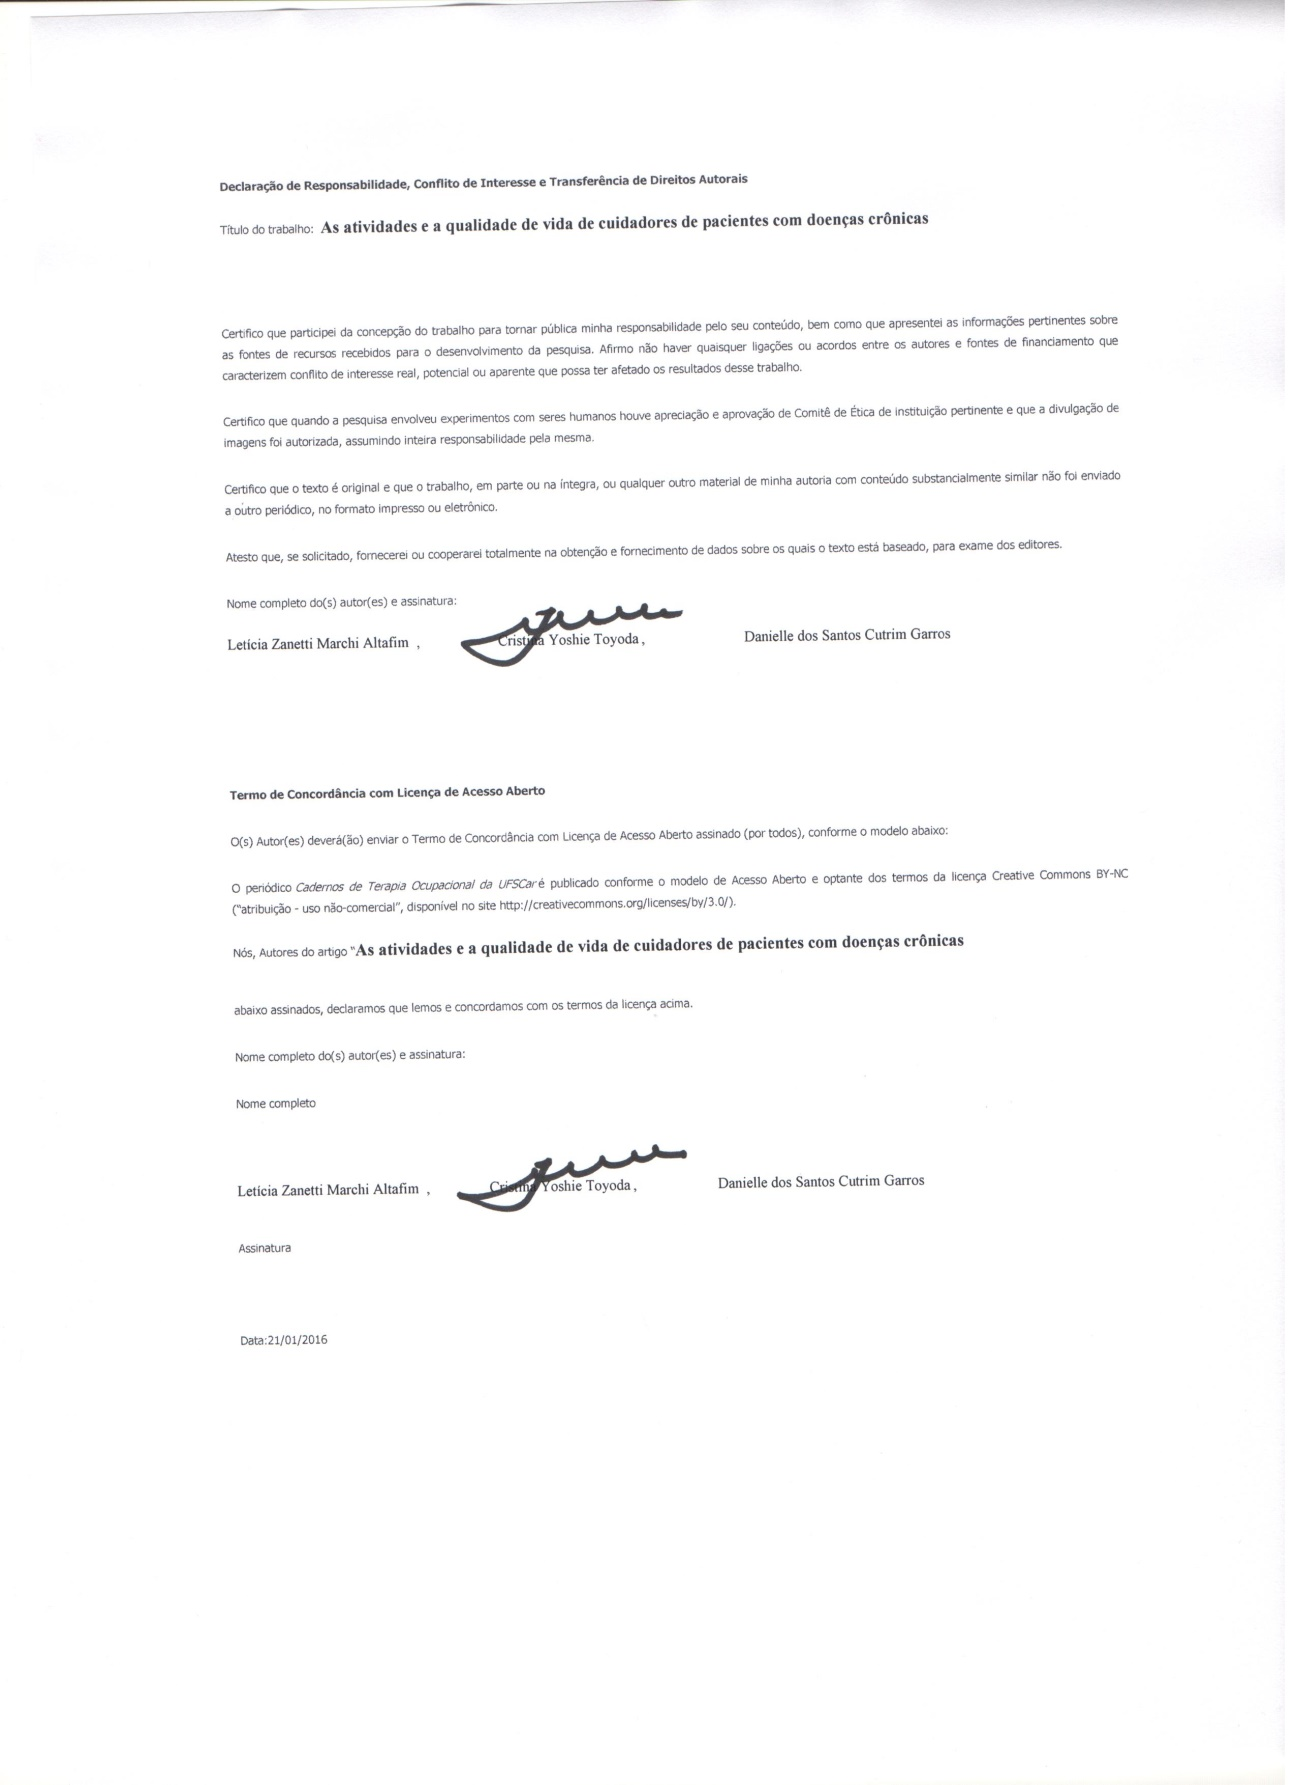 Declaração de Responsabilidade, Conflito de Interesse e Transferência de Direitos Autorais
Título do trabalho: As atividades e a qualidade de vida de cuidadores de pacientes com doenças crônicas
Certifico que participei da concepção do trabalho para tornar pública minha responsabilidade pelo seu conteúdo, bem como que apresentei as informações pertinentes sobre
as fontes de recursos recebidos para o desenvolvimento da pesquisa. Afirmo não haver quaisquer ligações ou acordos entre os autores e fontes de financiamento que
caracterizem conflito de interesse real, potencial ou aparente que possa ter afetado os resultados desse trabalho.
Certifico que quando a pesquisa envolveu experimentos com seres humanos houve apreciação e aprovação de Comitê de Ética de instituição pertinente e que a divulgação de
imagens foi autorizada, assumindo inteira responsabilidade pela mesma.
Certifico que o texto é original e que o trabalho, em parte ou na íntegra, ou qualquer outro material de minha autoria com conteúdo substancialmente similar não foi enviado
a outro periódico, no formato impresso ou eletrônico.
Atesto que, se solicitado, fornecerei ou cooperarei totalmente na obtenção e fornecimento de dados sobre os quais o texto está baseado, para exame dos editores.
Nome completo do(s) autor(es) e assinatura:
Letícia Zanetti Marchi Altafim , Cristina Yoshie Toyoda, Danielle dos Santos Cutrim Garros
Termo de Concordância com Licença de Acesso Aberto
O(s) Autor(es) deverá(ão) enviar o Termo de Concordância com Licença de Acesso Aberto assinado (por todos), conforme o modelo abaixo:
O periódico Cadernos de Terapia Ocupacional da UFSCar é publicado conforme o modelo de Acesso Aberto e optante dos termos da licença Creative Commons BY-NC
("atribuição - uso não-comercial", disponível no site http://creativecommons.org/licenses/by/3.0/).
Nós, Autores do artigo "As atividades e a qualidade de vida de cuidadores de pacientes com doenças crônicas
abaixo assinados, declaramos que lemos e concordamos com os termos da licença acima.
Nome completo do(s) autor(es) e assinatura:
Nome completo
Letícia Zanetti Marchi Altafim , Cristina Yoshie Toyoda, Danielle dos Santos Cutrim Garros
Assinatura
Data:21/01/2016